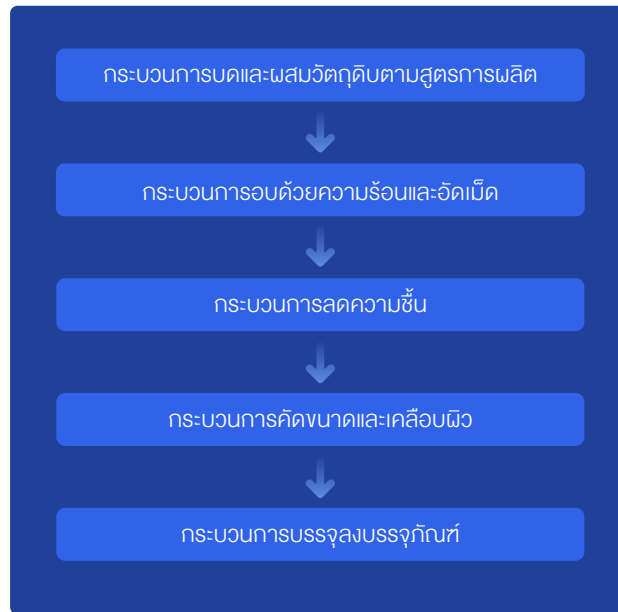 กระบวนการบดและผสมวัตถุดิบตามสูตรการผลิต
กระบวนการอบด้วยความร้อนและอัดเม็ด
กระบวนการลดความชื้น
กระบวนการคัดขนาดและเคลือบผิว
กระบวนการบรรจุลงบรรจุภัณฑ์